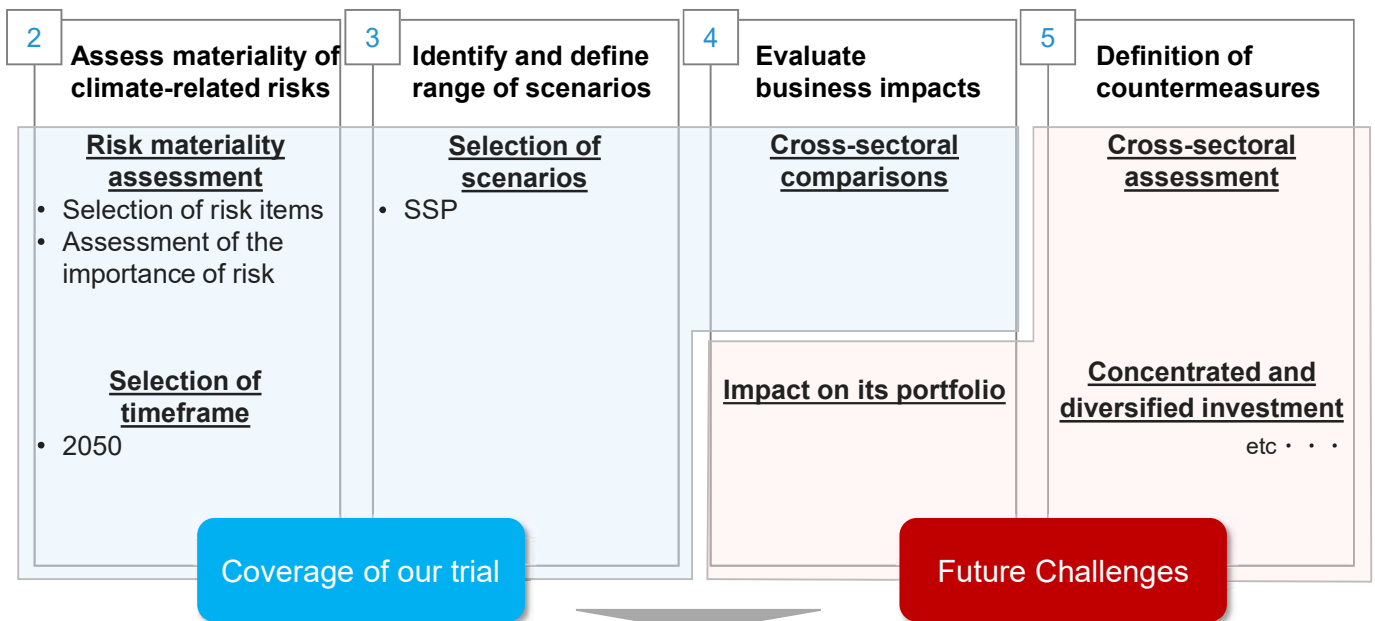 2
Assess materiality of
climate-related risks
Risk materiality
assessment
• Selection of risk items
• Assessment of the
importance of risk
Selection of
timeframe
• 2050
3
Identify and define
range of scenarios
Selection of
scenarios
• SSP
4
Evaluate
business impacts
Cross-sectoral
comparisons
Impact on its portfolio
5
Definition of
countermeasures
Cross-sectoral
assessment
Concentrated and
diversified investment
etc・・・
Coverage of our trial
Future Challenges